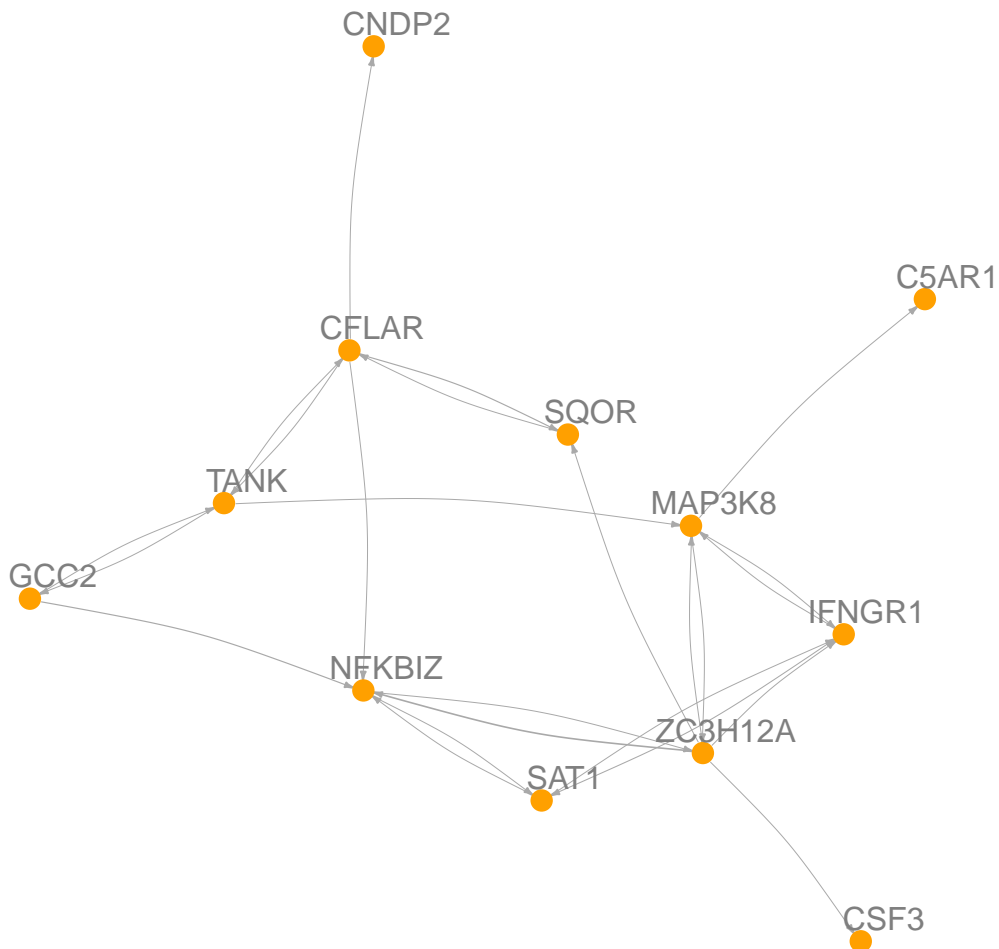 CNDP2
C5AR1
CFLAR
SQOR
TANK
MAP3K8
GCC2
IFNGR1
NFKBIZ
ZC3H12A
SAT1
CSF3